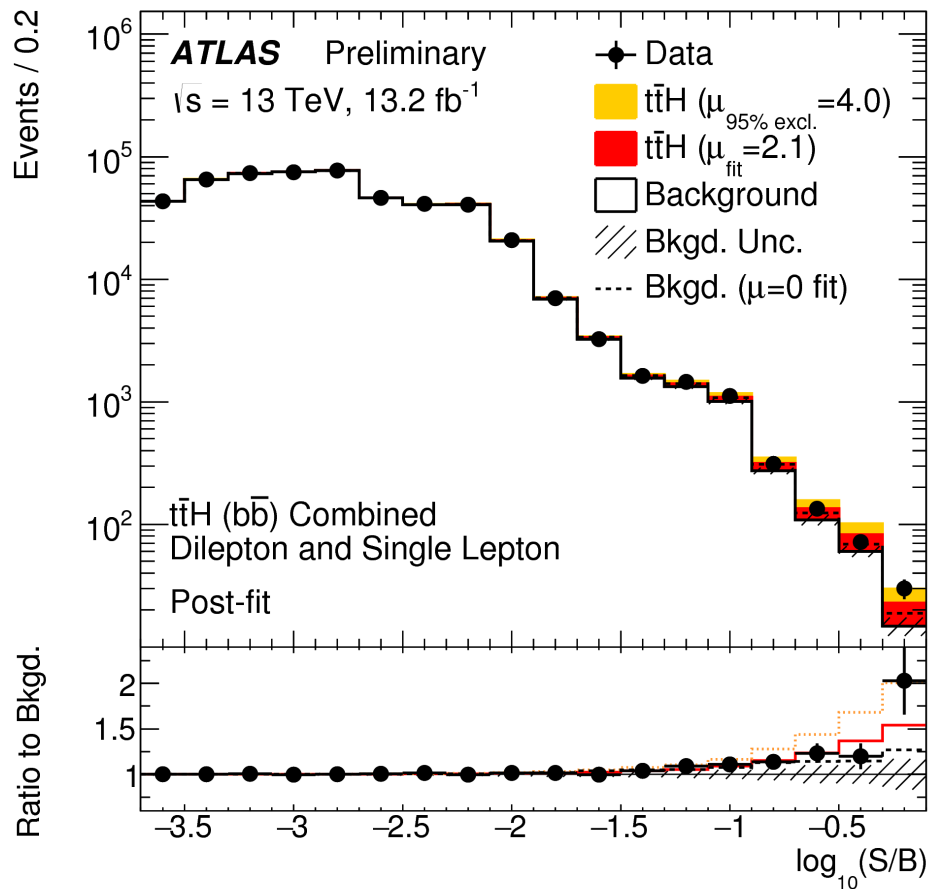 Events / 0.2
10⁶
10⁵
10⁴
10³
10²
ATLAS Preliminary
√s = 13 TeV, 13.2 fb⁻¹
Data
tt̄H (μ95% excl.=4.0)
tt̄H (μfit=2.1)
Background
Bkgd. Unc.
Bkgd. (μ=0 fit)
tt̄H (bb̄) Combined
Dilepton and Single Lepton
Post-fit
Ratio to Bkgd.
2
1.5
1
−3.5 −3 −2.5 −2 −1.5 −1 −0.5
log₁₀(S/B)